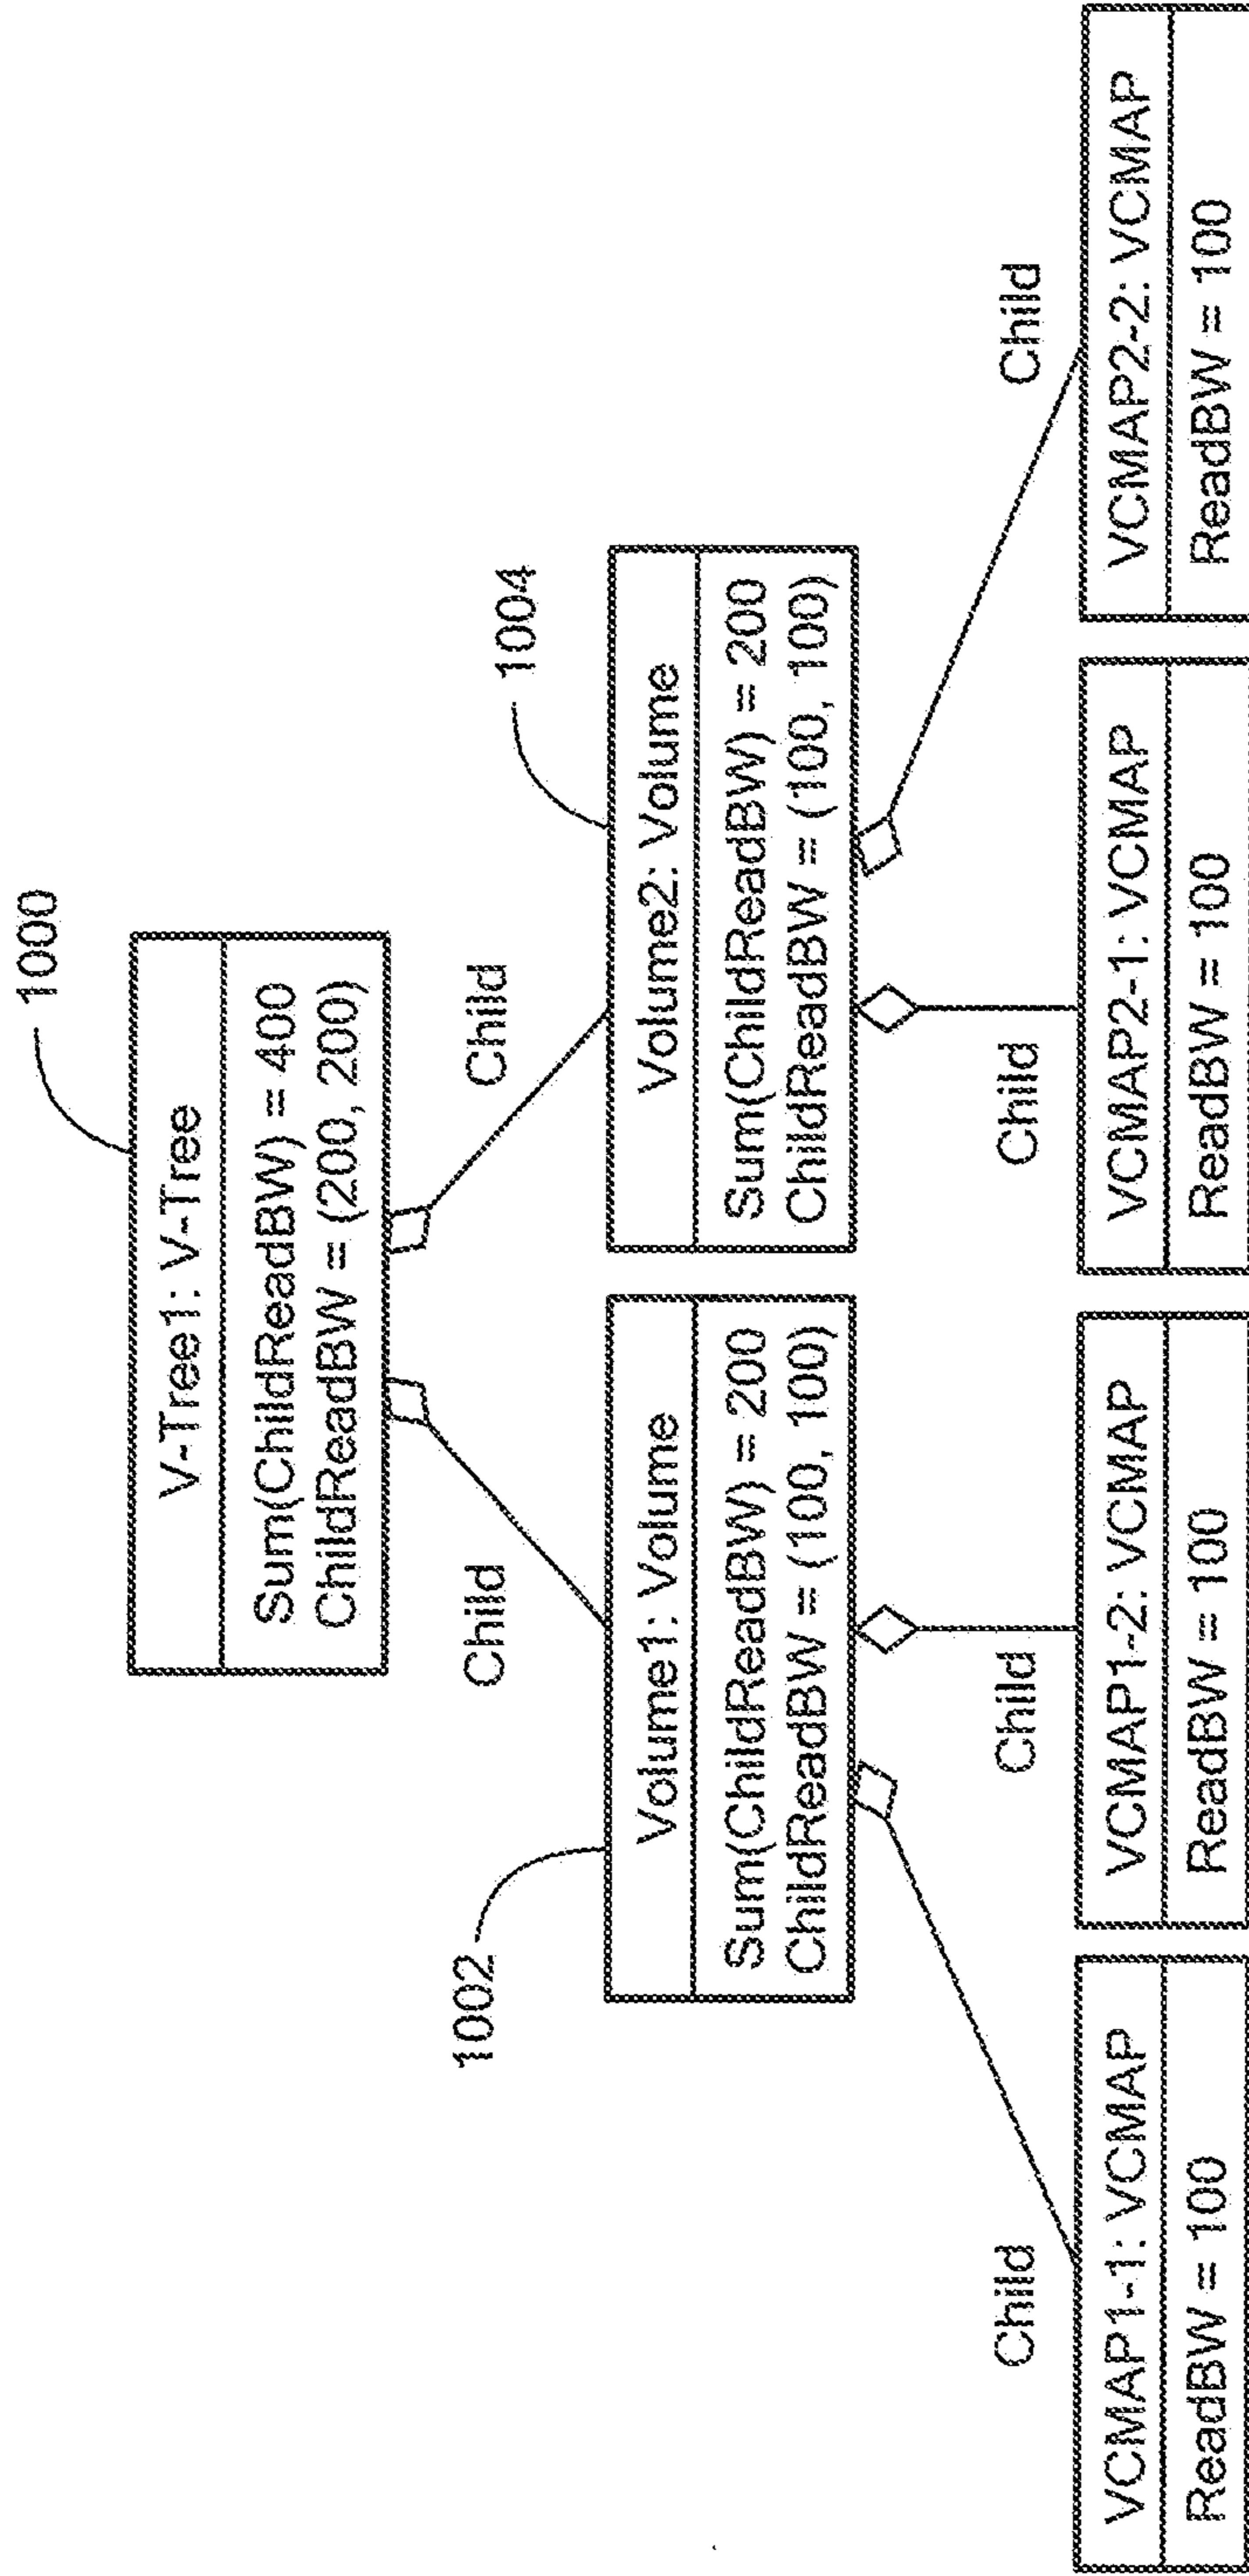 1000
V-Tree1: V-Tree
Sum(ChildReadBW) = 400
ChildReadBW = (200, 200)
Child
Child
1002
1004
Volume1: Volume
Sum(ChildReadBW) = 200
ChildReadBW = (100, 100)
Volume2: Volume
Sum(ChildReadBW) = 200
ChildReadBW = (100, 100)
Child
Child
Child
Child
VCMAP1-1: VCMAP
ReadBW = 100
VCMAP1-2: VCMAP
ReadBW = 100
VCMAP2-1: VCMAP
ReadBW = 100
VCMAP2-2: VCMAP
ReadBW = 100